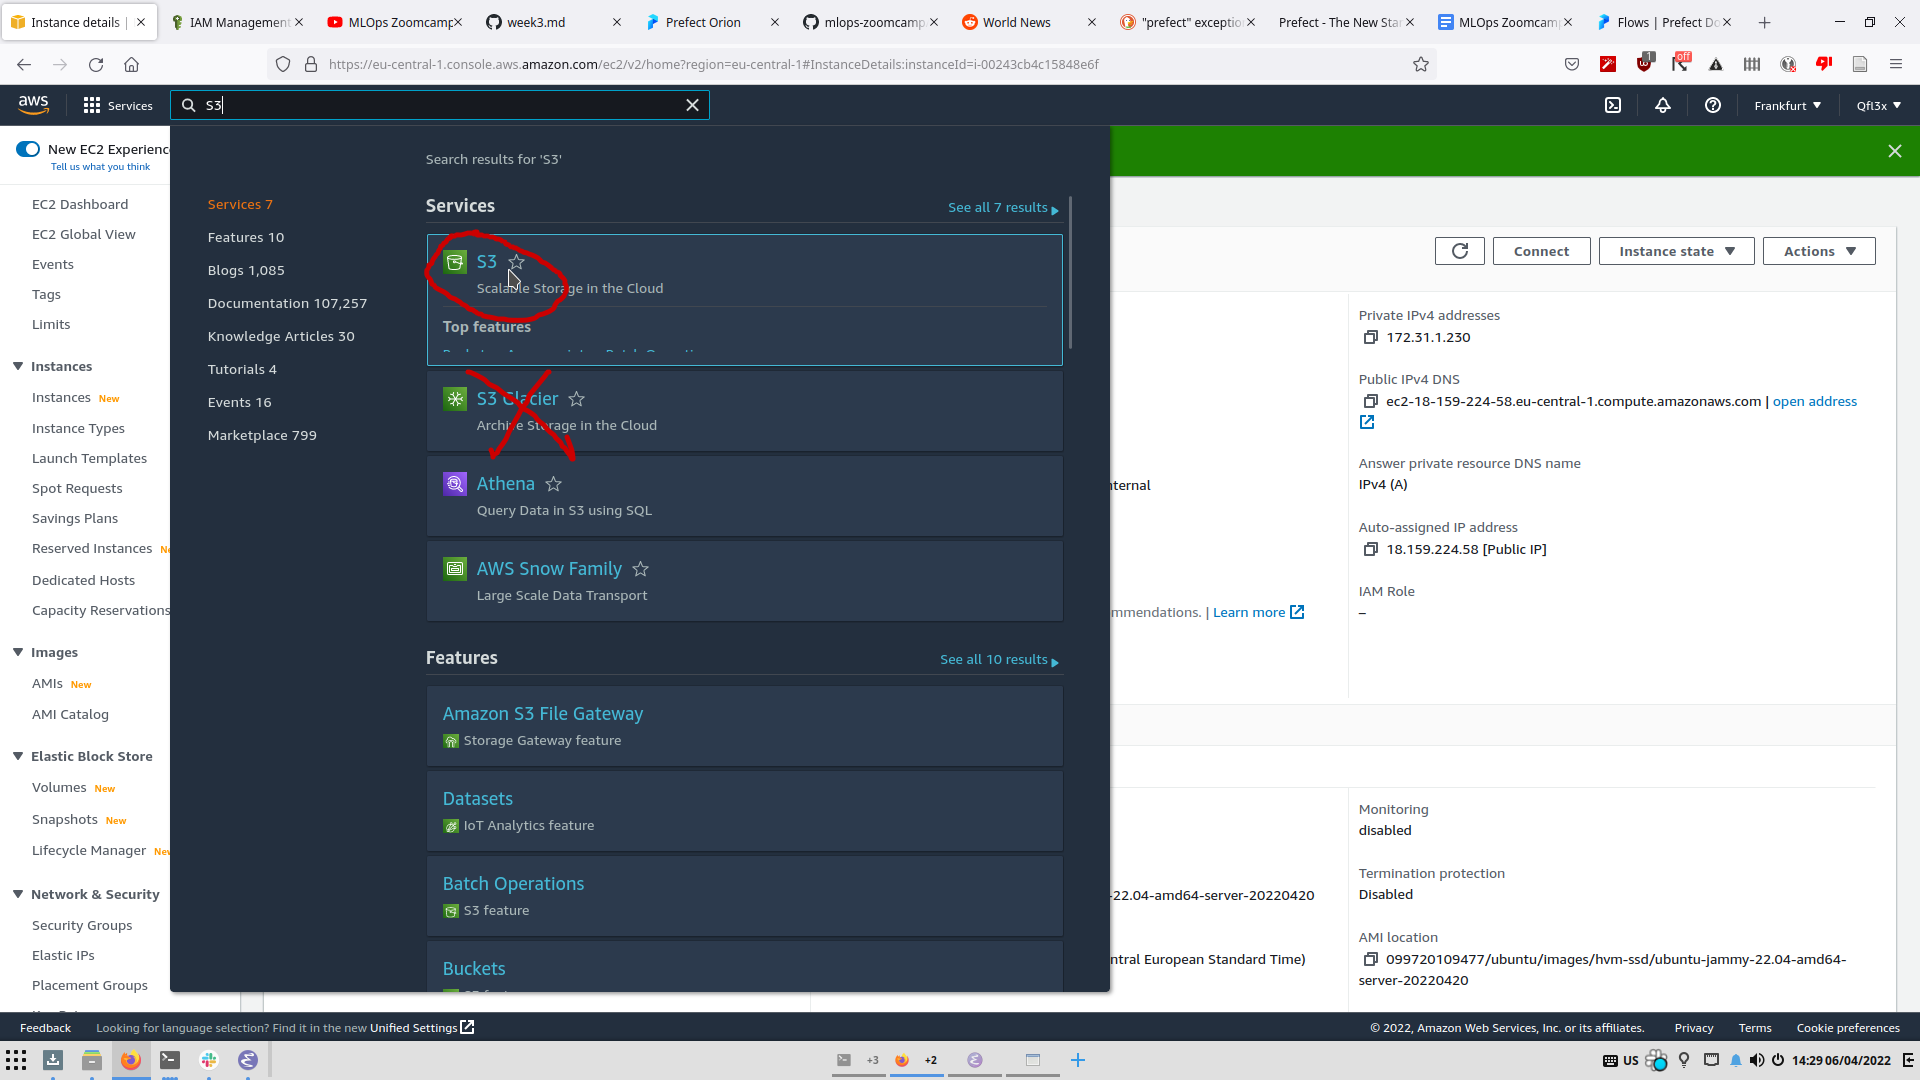 Instance details
IAM Management
MLOps Zoomcamp
week3.md
Prefect Orion
mlops-zoomcamp
World News
"prefect" exceptio
Prefect - The New Sta
MLOps Zoomcam
Flows | Prefect Do
https://eu-central-1.console.aws.amazon.com/ec2/v2/home?region=eu-central-1#InstanceDetails:instanceId=i-00243cb4c15848e6f
1
off
aws
Services
S3
Frankfurt
Qfl3x
New EC2 Experienc
Tell us what you think
EC2 Dashboard
EC2 Global View
Events
Tags
Limits
Instances
Instances New
Instance Types
Launch Templates
Spot Requests
Savings Plans
Reserved Instances Ne
Dedicated Hosts
Capacity Reservations
Images
AMIs New
AMI Catalog
Elastic Block Store
Volumes New
Snapshots New
Lifecycle Manager New
Network & Security
Security Groups
Elastic IPs
Placement Groups
Search results for 'S3'
Services 7
Features 10
Blogs 1,085
Documentation 107,257
Knowledge Articles 30
Tutorials 4
Events 16
Marketplace 799
Services
See all 7 results
S3
Scalable Storage in the Cloud
Top features
S3 Glacier
Archive Storage in the Cloud
Athena
Query Data in S3 using SQL
AWS Snow Family
Large Scale Data Transport
Features
See all 10 results
Amazon S3 File Gateway
Storage Gateway feature
Datasets
IoT Analytics feature
Batch Operations
S3 feature
Buckets
Connect
Instance state
Actions
Private IPv4 addresses
172.31.1.230
Public IPv4 DNS
ec2-18-159-224-58.eu-central-1.compute.amazonaws.com | open address
Answer private resource DNS name
IPv4 (A)
nternal
Auto-assigned IP address
18.159.224.58 [Public IP]
IAM Role
–
mmendations. | Learn more
Monitoring
disabled
Termination protection
Disabled
-22.04-amd64-server-20220420
AMI location
099720109477/ubuntu/images/hvm-ssd/ubuntu-jammy-22.04-amd64-
server-20220420
ntral European Standard Time)
Feedback
Looking for language selection? Find it in the new Unified Settings
© 2022, Amazon Web Services, Inc. or its affiliates.
Privacy
Terms
Cookie preferences
+3
+2
US
14:29 06/04/2022